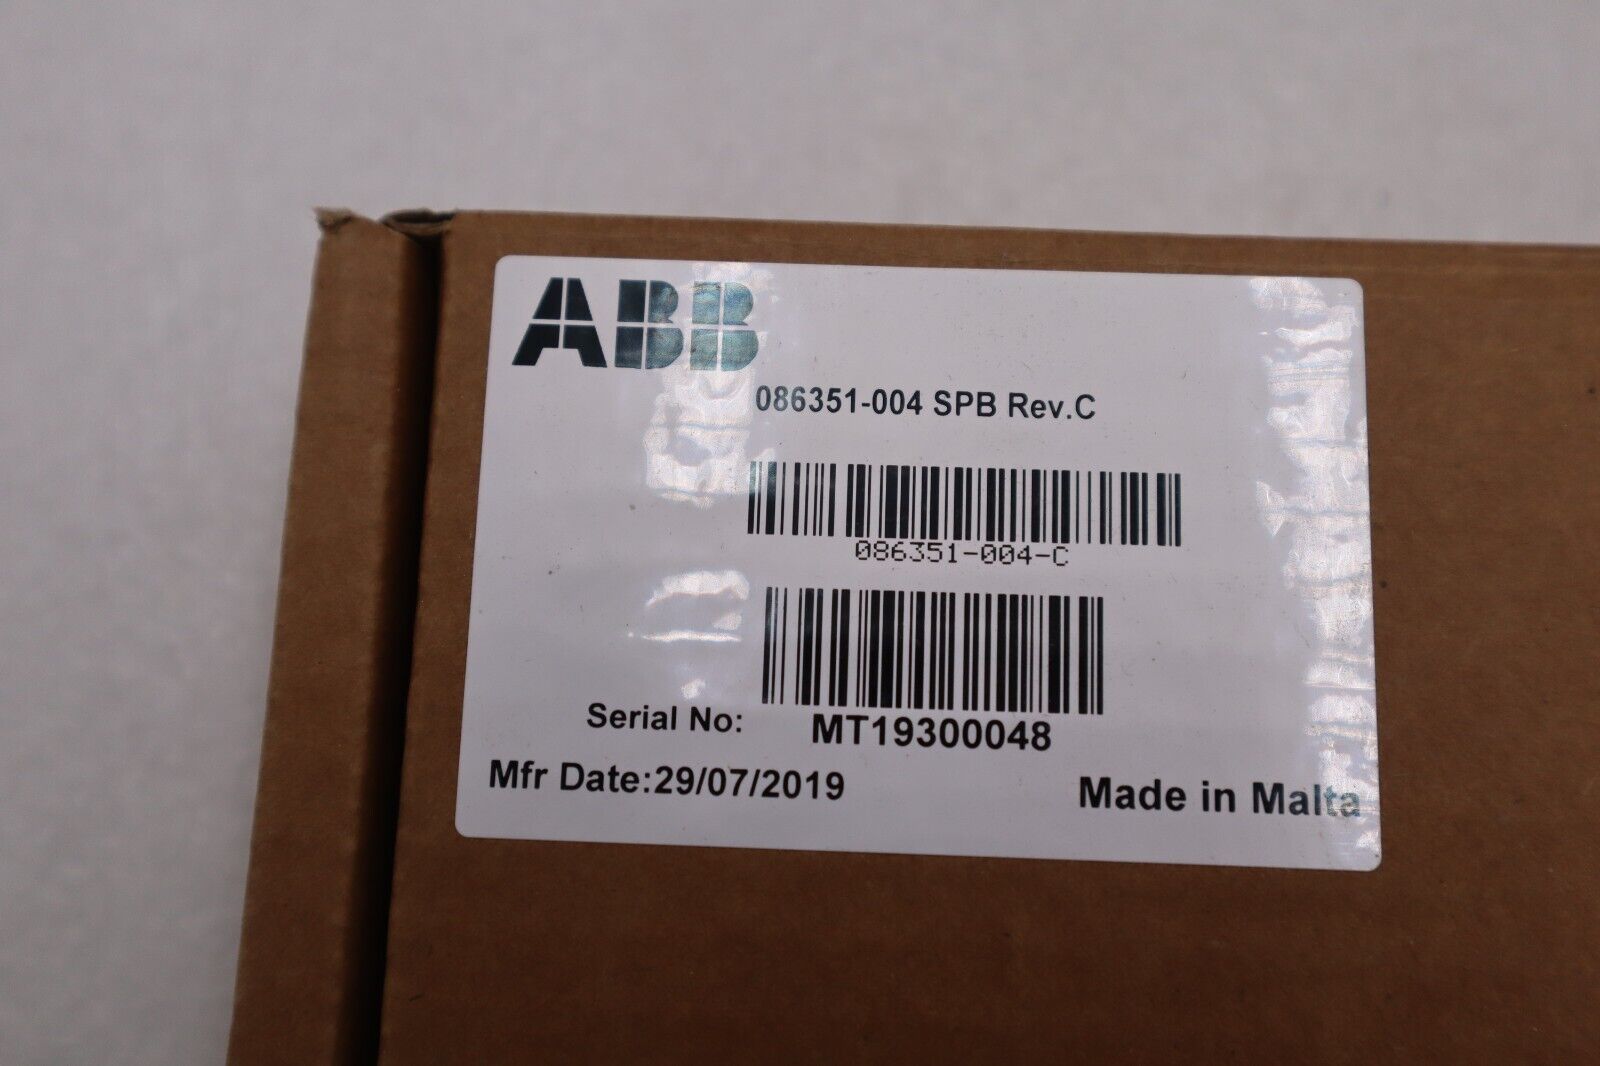 ABB
086351-004 SPB Rev.C
086351-004-C
Serial No: MT19300048
Mfr Date:29/07/2019 Made in Malta